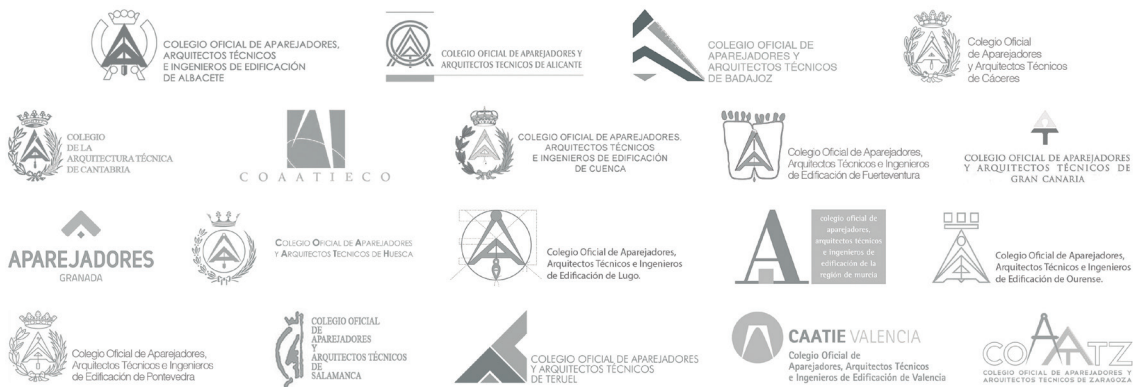 COLEGIO OFICIAL DE APAREJADORES,
ARQUITECTOS TÉCNICOS
E INGENIEROS DE EDIFICACIÓN
DE ALBACETE
COLEGIO OFICIAL DE APAREJADORES Y
ARQUITECTOS TECNICOS DE ALICANTE
COLEGIO OFICIAL DE
APAREJADORES Y
ARQUITECTOS TÉCNICOS
DE BADAJOZ
Colegio Oficial
de Aparejadores
y Arquitectos Técnicos
de Cáceres
COLEGIO
DE LA
ARQUITECTURA TÉCNICA
DE CANTABRIA
COAATIECO
COLEGIO OFICIAL DE APAREJADORES.
ARQUITECTOS TÉCNICOS
E INGENIEROS DE EDIFICACIÓN
DE CUENCA
Colegio Oficial de Aparejadores,
Arquitectos Técnicos e Ingenieros
de Edificación de Fuerteventura
COLEGIO OFICIAL DE APAREJADORES
Y ARQUITECTOS TÉCNICOS DE
GRAN CANARIA
APAREJADORES
GRANADA
COLEGIO OFICIAL DE APAREJADORES
Y ARQUITECTOS TECNICOS DE HUESCA
Colegio Oficial de Aparejadores,
Arquitectos Técnicos e Ingenieros
de Edificación de Lugo.
colegio oficial de
aparejadores,
arquitectos técnicos
e ingenieros de
edificación de la
región de murcia
Colegio Oficial de Aparejadores,
Arquitectos Técnicos e Ingenieros
de Edificación de Ourense.
Colegio Oficial de Aparejadores,
Arquitectos Técnicos e Ingenieros
de Edificación de Pontevedra
COLEGIO OFICIAL
DE
APAREJADORES
Y
ARQUITECTOS TÉCNICOS
DE
SALAMANCA
COLEGIO OFICIAL DE APAREJADORES
Y ARQUITECTOS TÉCNICOS
DE TERUEL
CAATIE VALENCIA
Colegio Oficial de
Aparejadores, Arquitectos Técnicos
e Ingenieros de Edificación de Valencia
COAATZ
COLEGIO OFICIAL DE APAREJADORES Y
ARQUITECTOS TÉCNICOS DE ZARAGOZA